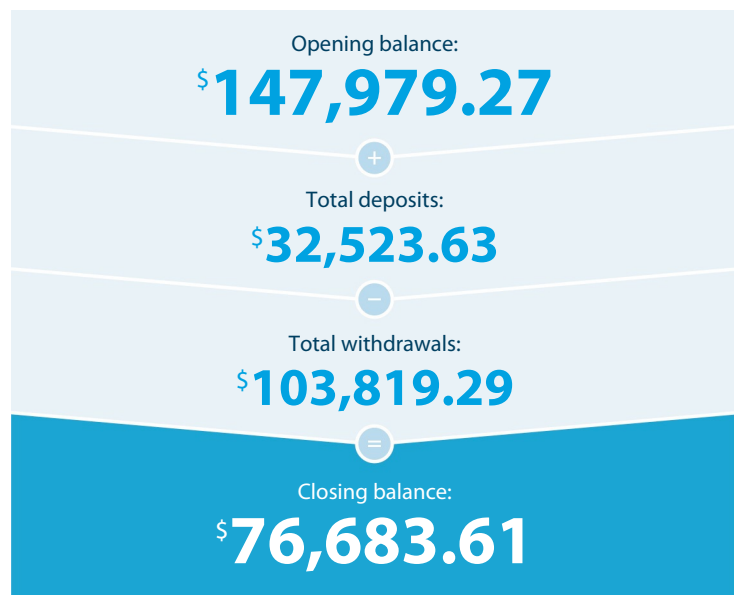 Opening balance:
$147,979.27
+
Total deposits:
$32,523.63
−
Total withdrawals:
$103,819.29
=
Closing balance:
$76,683.61